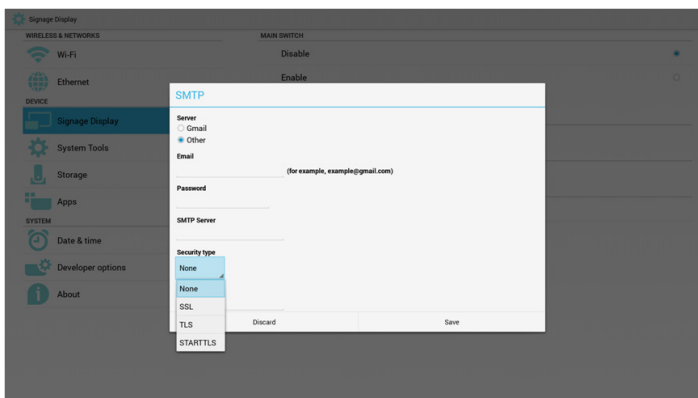 Signage Display
WIRELESS & NETWORKS
Wi-Fi
Ethernet
DEVICE
Signage Display
System Tools
Storage
Apps
SYSTEM
Date & time
Developer options
About
MAIN SWITCH
Disable
Enable
SMTP
Server
Gmail
Other
Email
(for example, example@gmail.com)
Password
SMTP Server
Security type
None
None
SSL
TLS
STARTTLS
Discard
Save